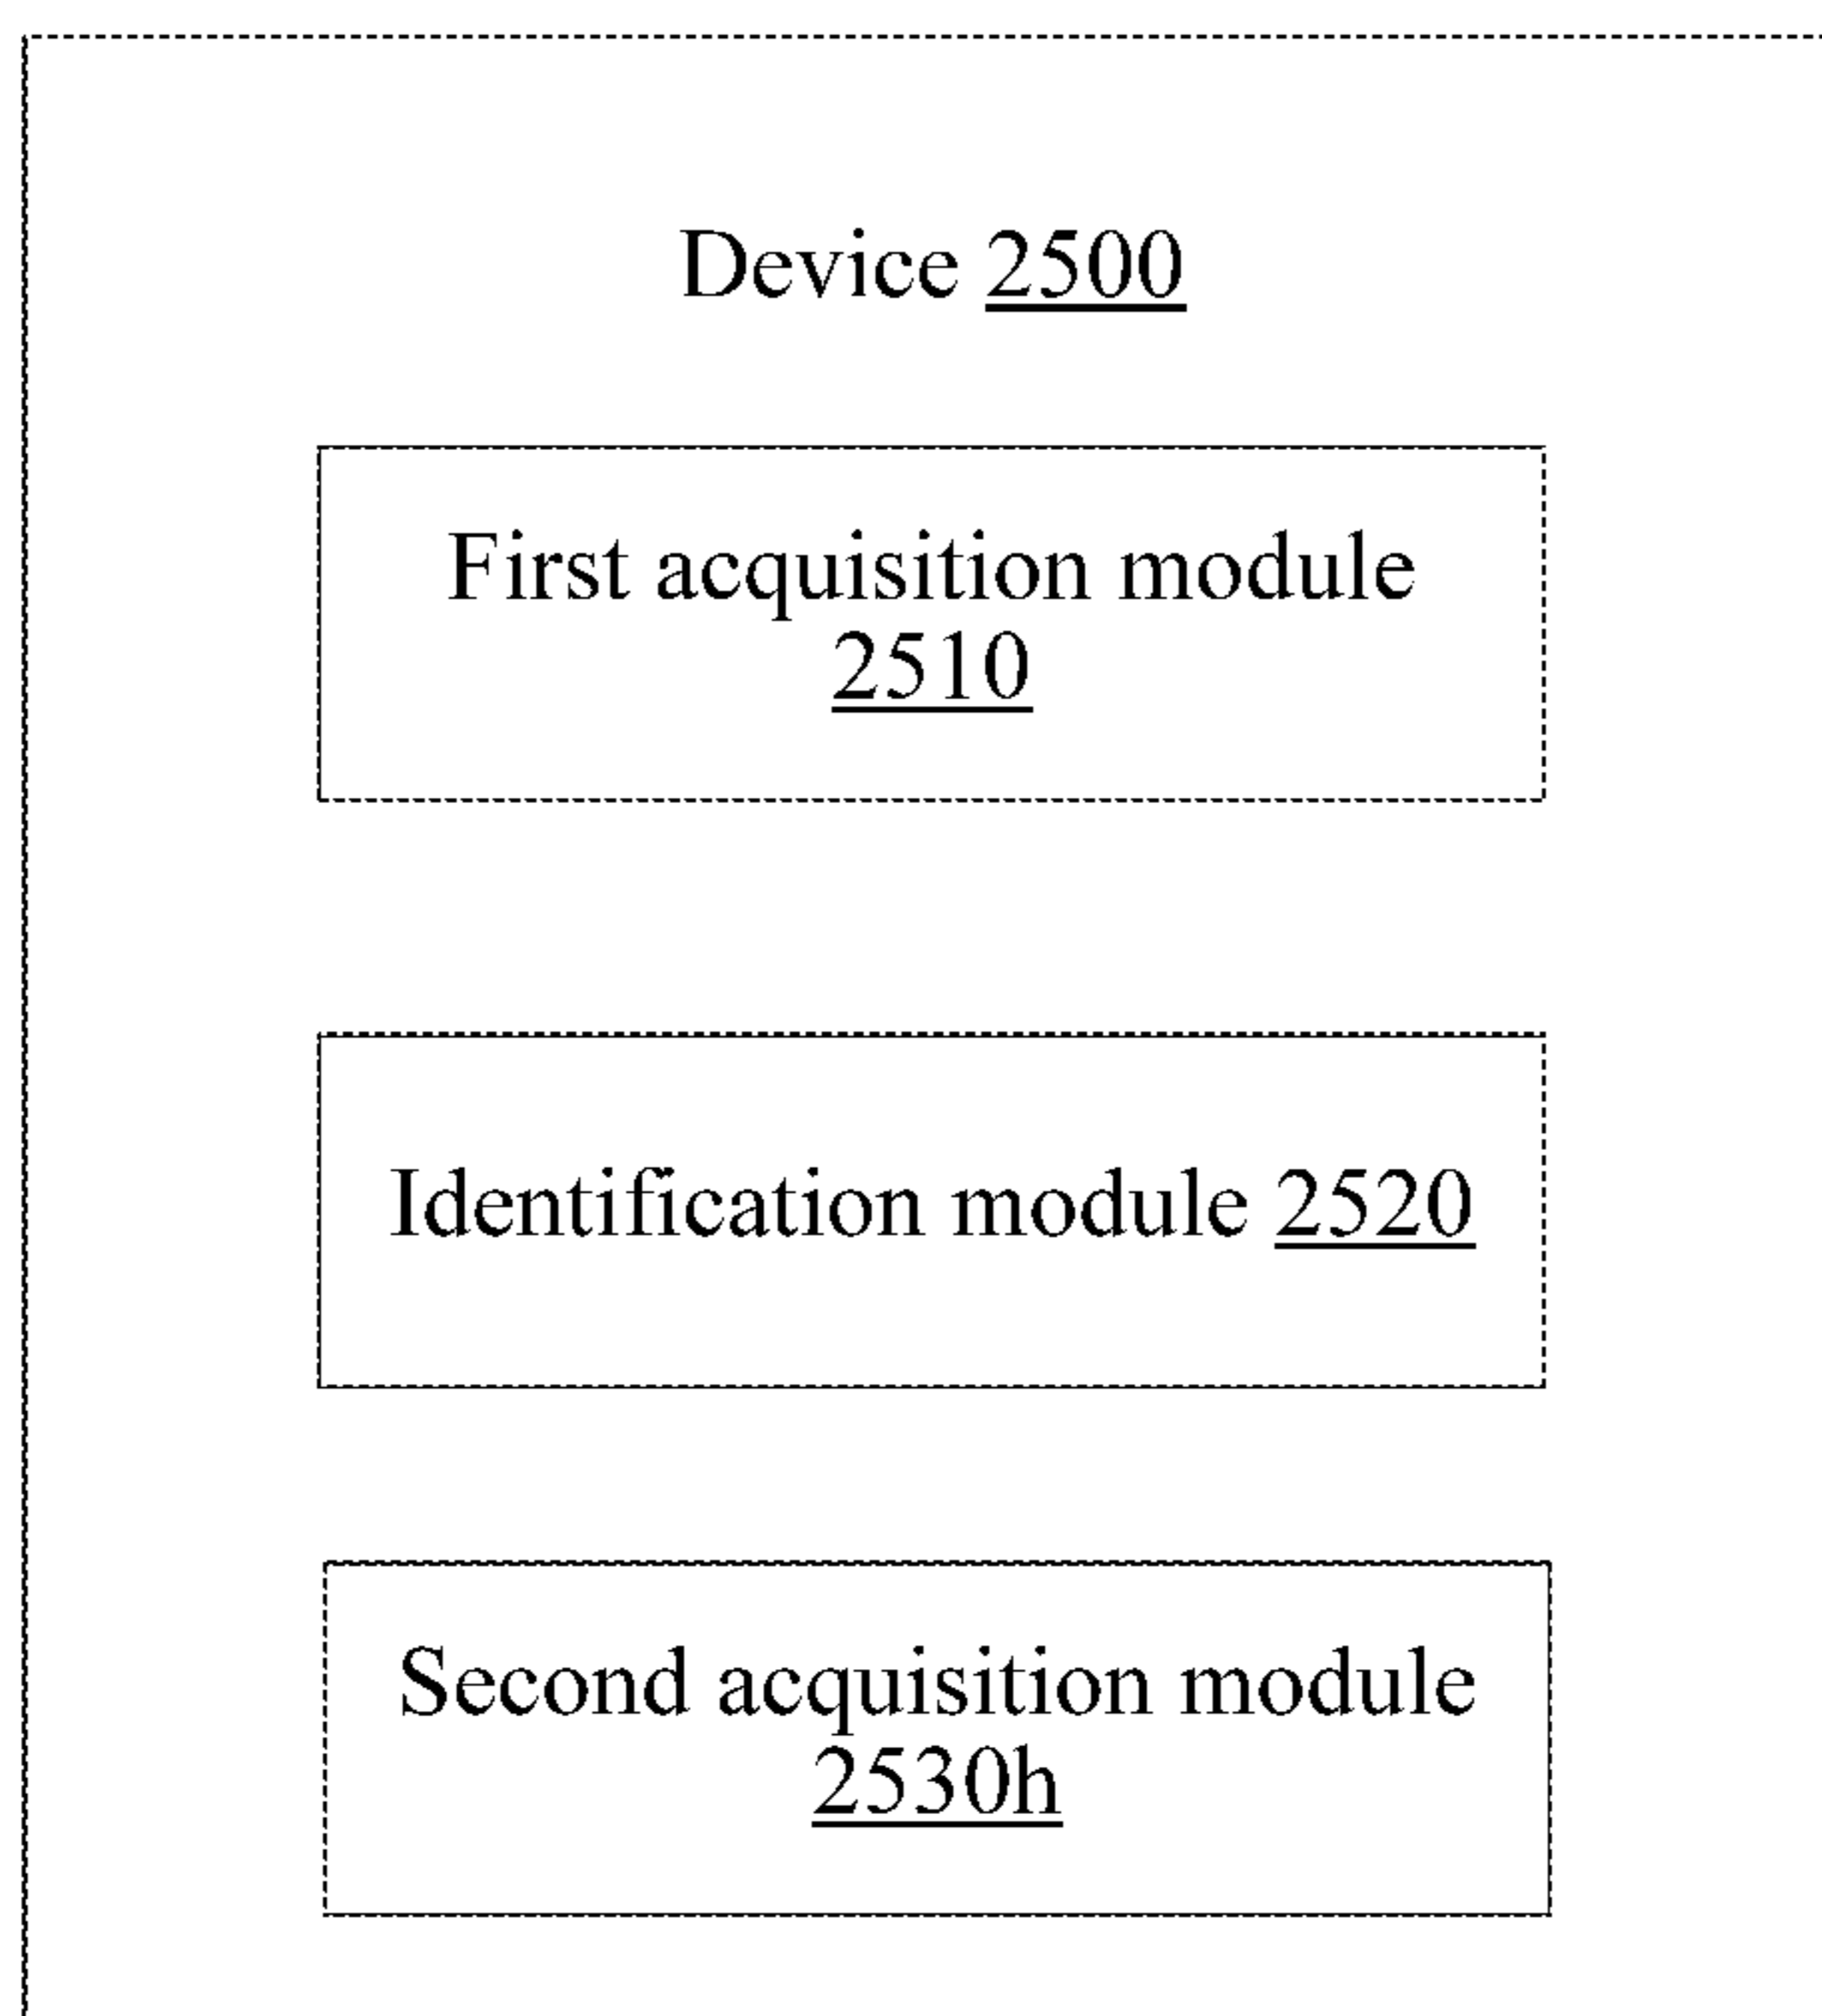 Device 2500
First acquisition module
2510
Identification module 2520
Second acquisition module
2530h